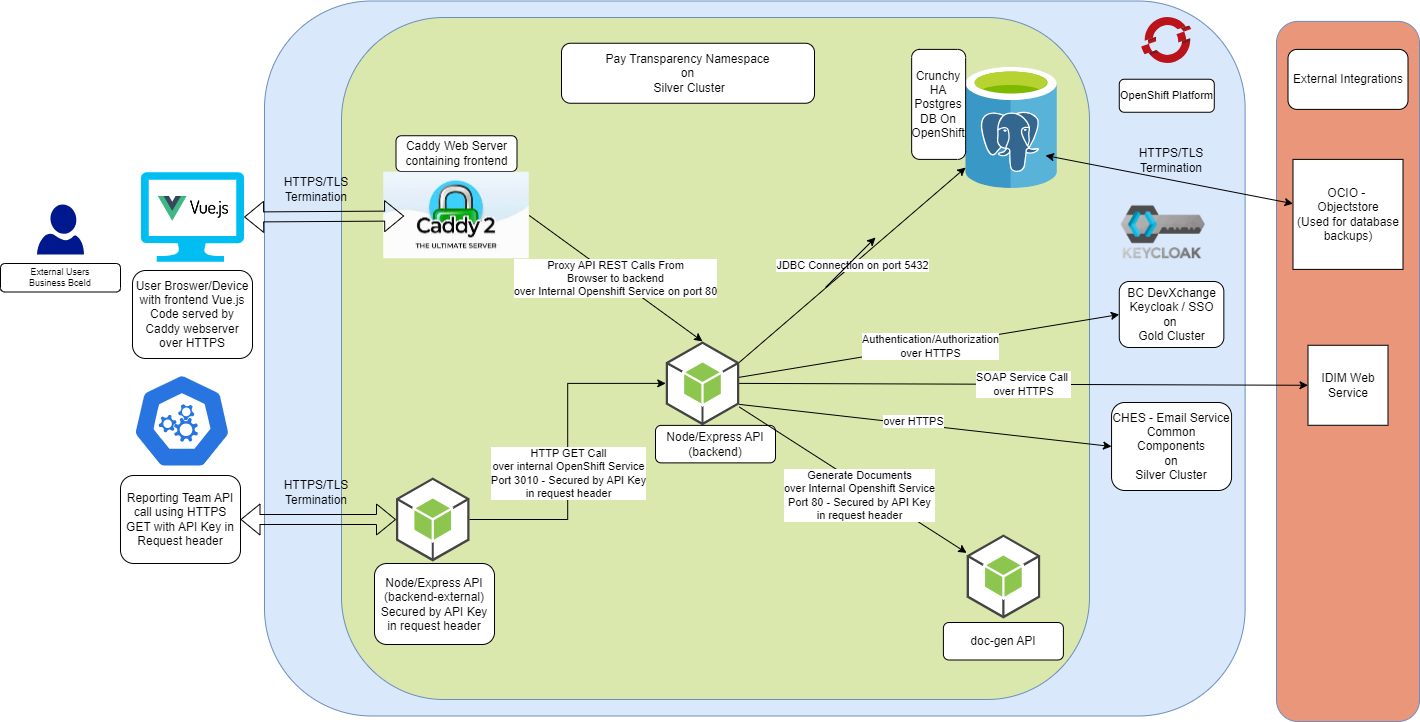 Pay Transparency Namespace
on
Silver Cluster
Crunchy
HA
Postgres
DB On
OpenShift
OpenShift Platform
External Integrations
Caddy Web Server
containing frontend
HTTPS/TLS
Termination
Vue.js
Caddy 2
THE ULTIMATE SERVER
External Users
Business BceId
User Broswer/Device
with frontend Vue.js
Code served by
Caddy webserver
over HTTPS
Proxy API REST Calls From
Browser to backend
over Internal Openshift Service on port 80
JDBC Connection on port 5432
HTTPS/TLS
Termination
OCIO -
Objectstore
(Used for database
backups)
KEYCLOAK
BC DevXchange
Keycloak / SSO
on
Gold Cluster
Authentication/Authorization
over HTTPS
SOAP Service Call
over HTTPS
IDIM Web
Service
over HTTPS
CHES - Email Service
Common
Components
on
Silver Cluster
Node/Express API
(backend)
HTTP GET Call
over internal OpenShift Service
Port 3010 - Secured by API Key
in request header
Generate Documents
over Internal Openshift Service
Port 80 - Secured by API Key
in request header
HTTPS/TLS
Termination
Reporting Team API
call using HTTPS
GET with API Key in
Request header
Node/Express API
(backend-external)
Secured by API Key
in request header
doc-gen API